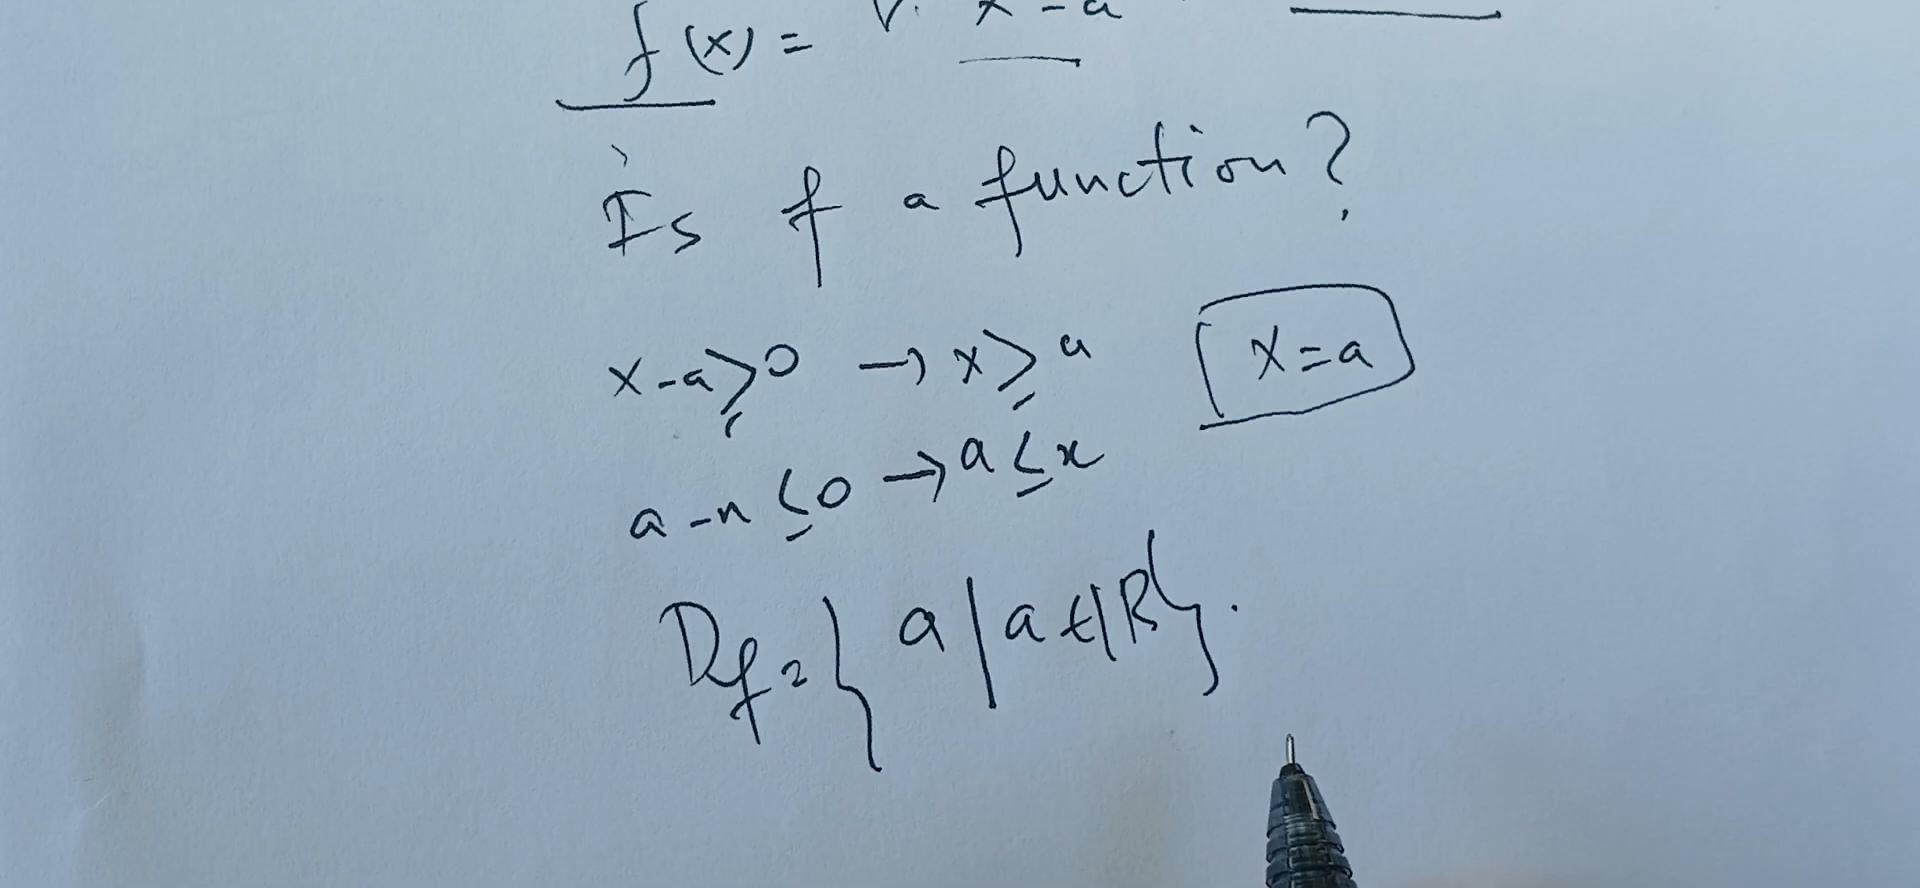 f(x) = √ x - a
Is f a function?
x-a⩾0 → x⩾a x=a
a-x≤0 → a≤x
Df = { a | a∈ℝ}.